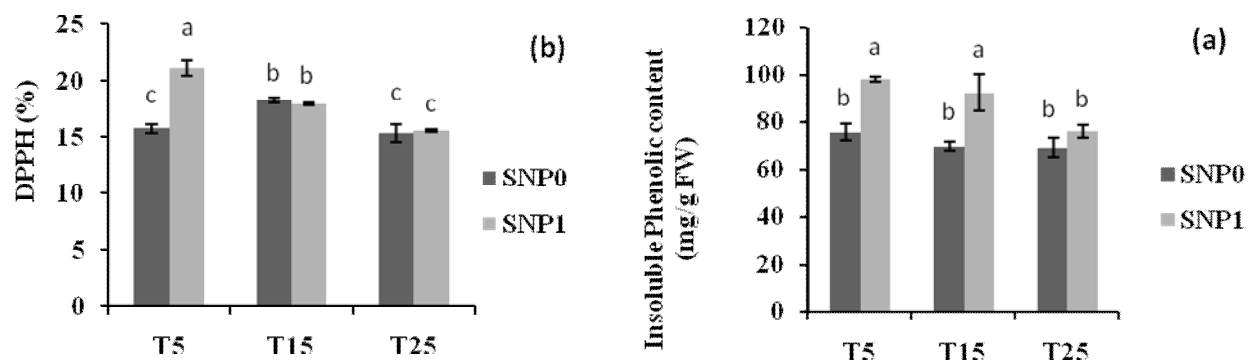 DPPH (%)
25
20
15
10
5
0
c
a
b
b
c
c
(b)
SNP0
SNP1
T5
T15
T25
Insoluble Phenolic content
(mg/g FW)
120
100
80
60
40
20
0
b
a
b
a
b
b
(a)
SNP0
SNP1
T5
T15
T25